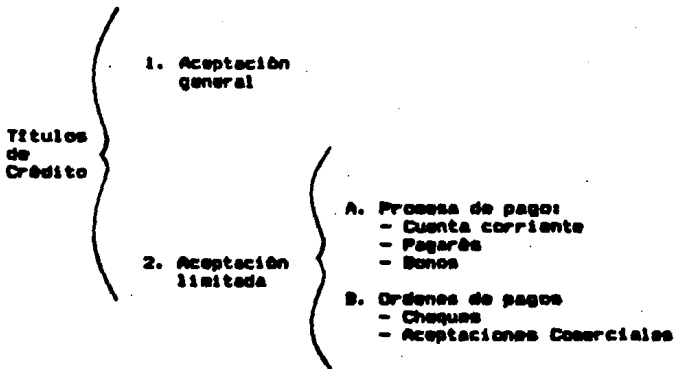 Títulos
de
Crédito
1. Aceptación
general
2. Aceptación
limitada
A. Promesa de pago:
- Cuenta corriente
- Pagarés
- Bonos
B. Ordenes de pagos
- Cheques
- Aceptaciones Comerciales